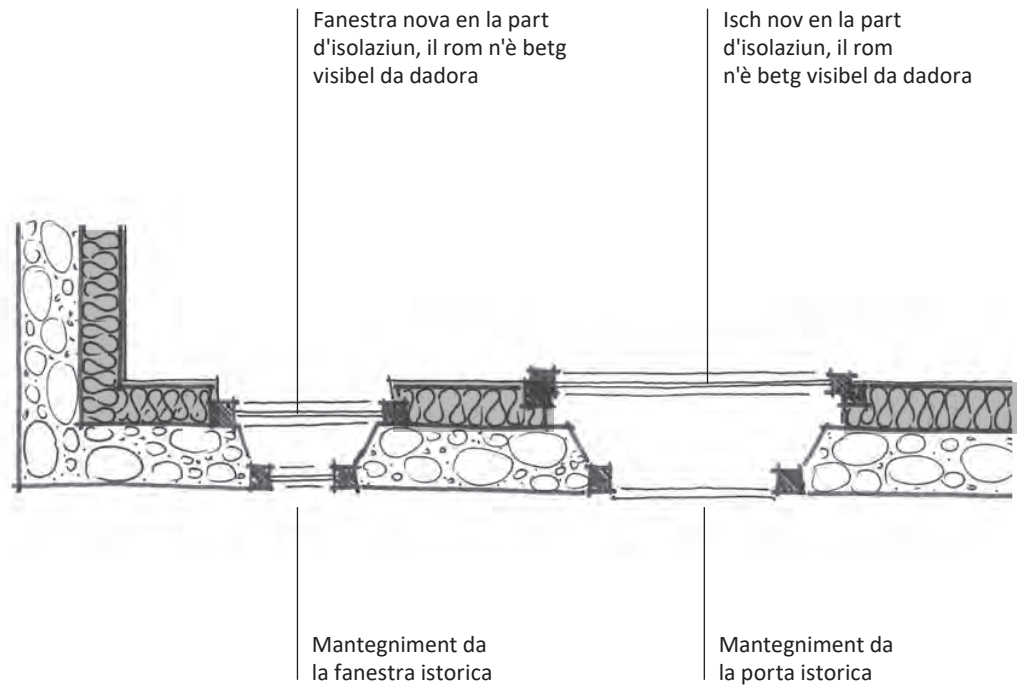 Fanestra nova en la part
d'isolaziun, il rom n'è betg
visibel da dadora
Isch nov en la part
d'isolaziun, il rom
n'è betg visibel da dadora
Mantegniment da
la fanestra istorica
Mantegniment da
la porta istorica